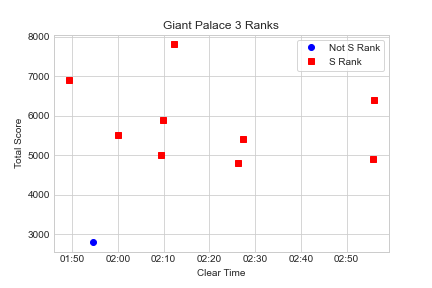 Giant Palace 3 Ranks
Not S Rank
S Rank
Total Score
8000
7000
6000
5000
4000
3000
01:50 02:00 02:10 02:20 02:30 02:40 02:50
Clear Time